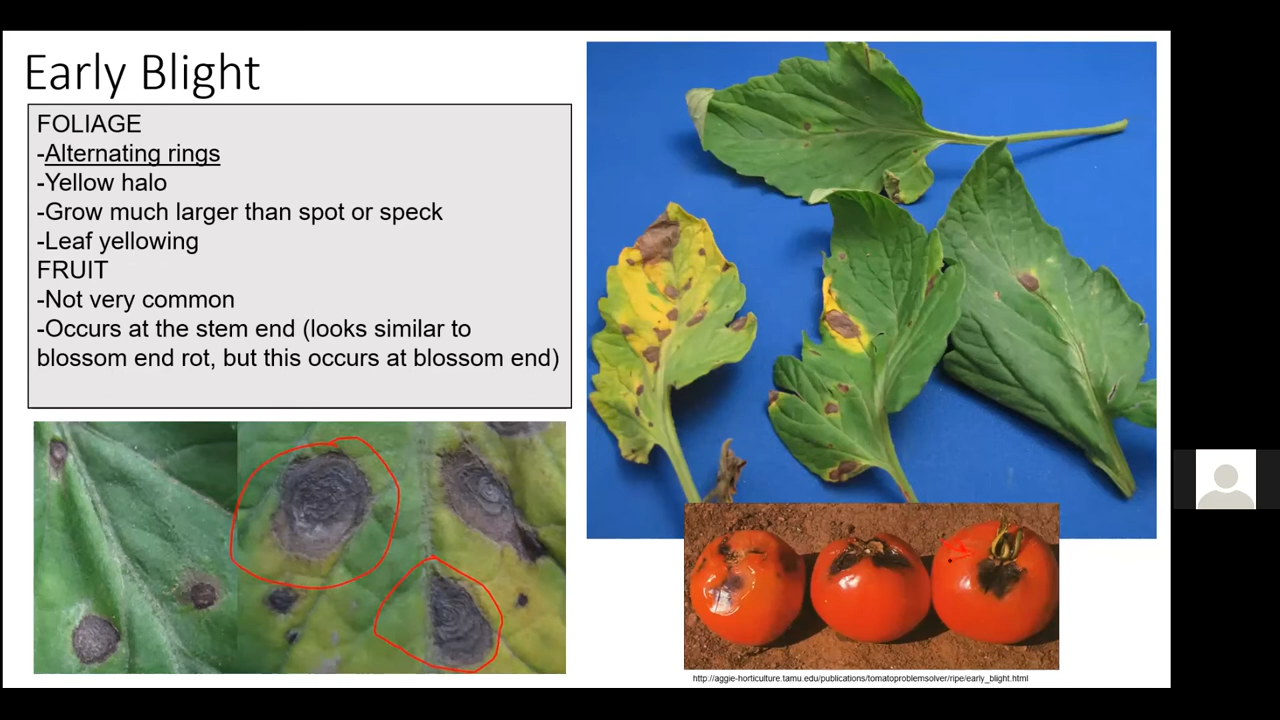 Early Blight
FOLIAGE
-Alternating rings
-Yellow halo
-Grow much larger than spot or speck
-Leaf yellowing
FRUIT
-Not very common
-Occurs at the stem end (looks similar to
blossom end rot, but this occurs at blossom end)
http://aggie-horticulture.tamu.edu/publications/tomatoproblemsolver/ripe/early_blight.html